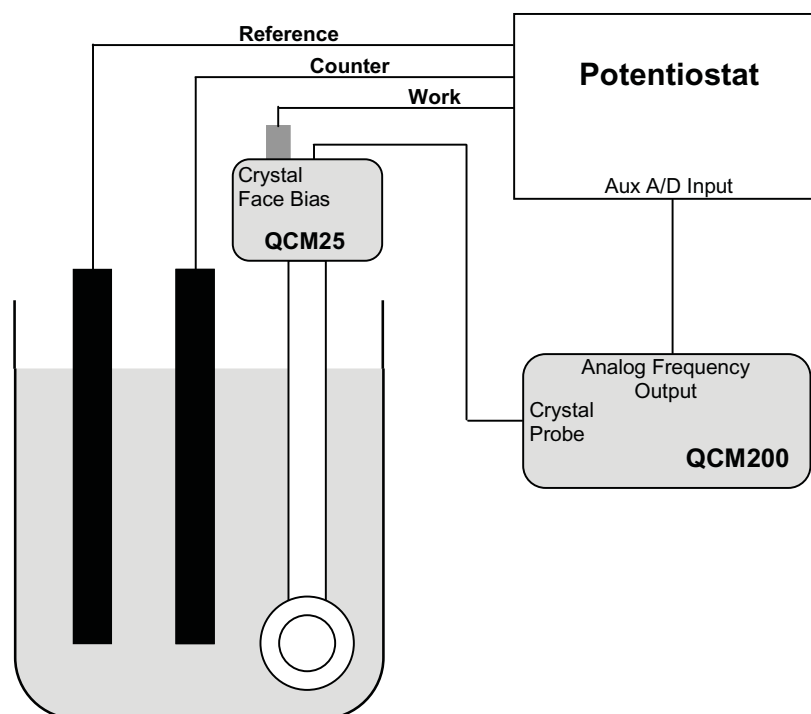 Reference
Counter
Work
Potentiostat
Aux A/D Input
Crystal
Face Bias
QCM25
Analog Frequency
Output
Crystal
Probe
QCM200